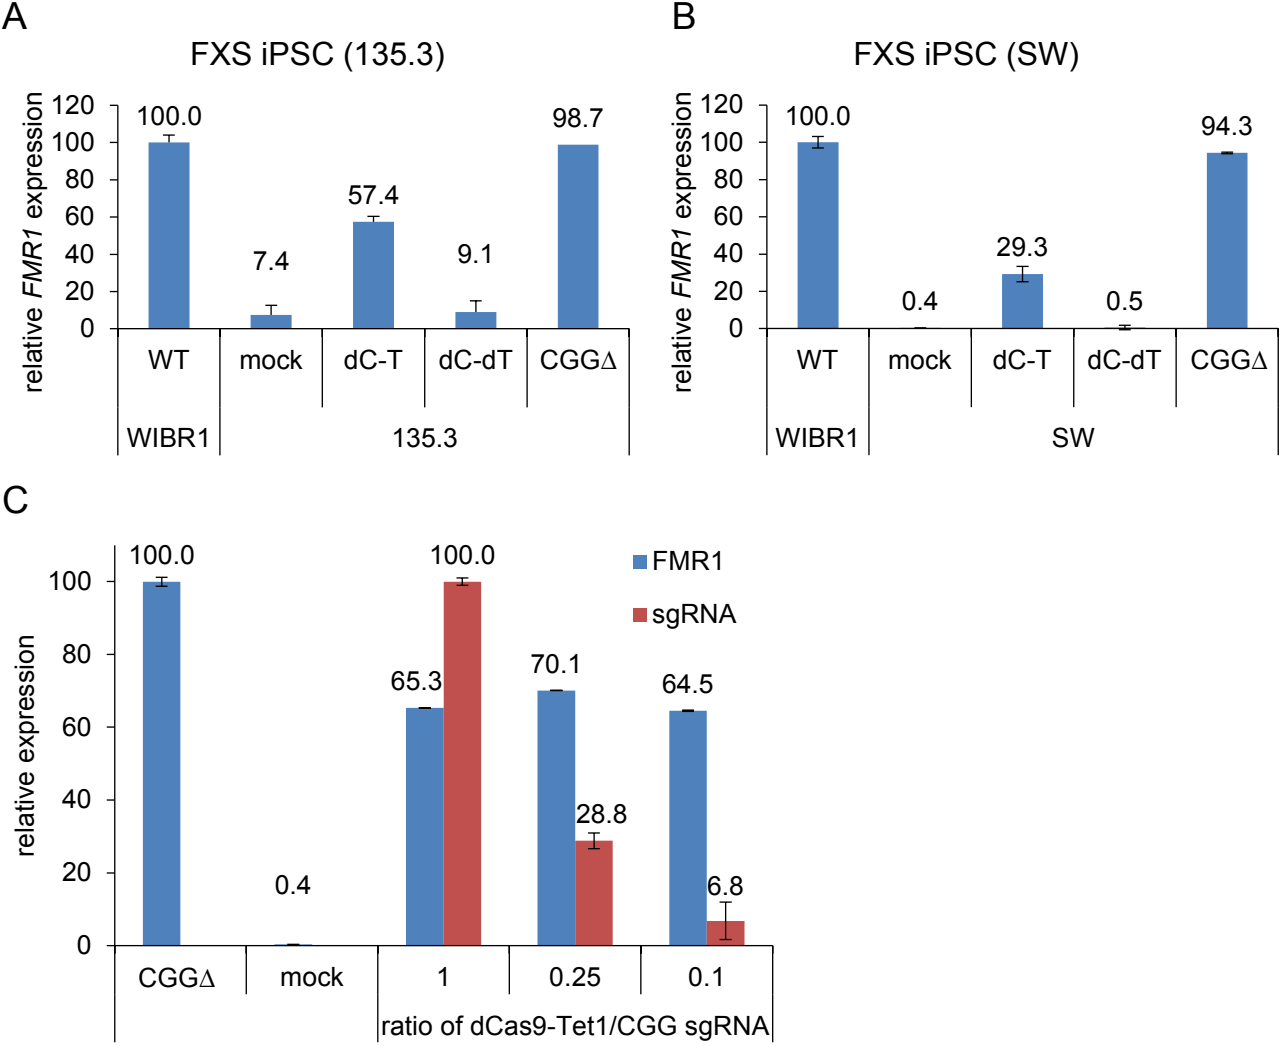 A
FXS iPSC (135.3)
relative FMR1 expression
120
100
80
60
40
20
0
100.0
7.4
57.4
9.1
98.7
WT
mock
dC-T
dC-dT
CGGΔ
WIBR1
135.3
B
FXS iPSC (SW)
relative FMR1 expression
120
100
80
60
40
20
0
100.0
0.4
29.3
0.5
94.3
WT
mock
dC-T
dC-dT
CGGΔ
WIBR1
SW
C
relative expression
100
80
60
40
20
0
100.0
0.4
65.3
100.0
70.1
28.8
64.5
6.8
FMR1
sgRNA
CGGΔ
mock
1
0.25
0.1
ratio of dCas9-Tet1/CGG sgRNA